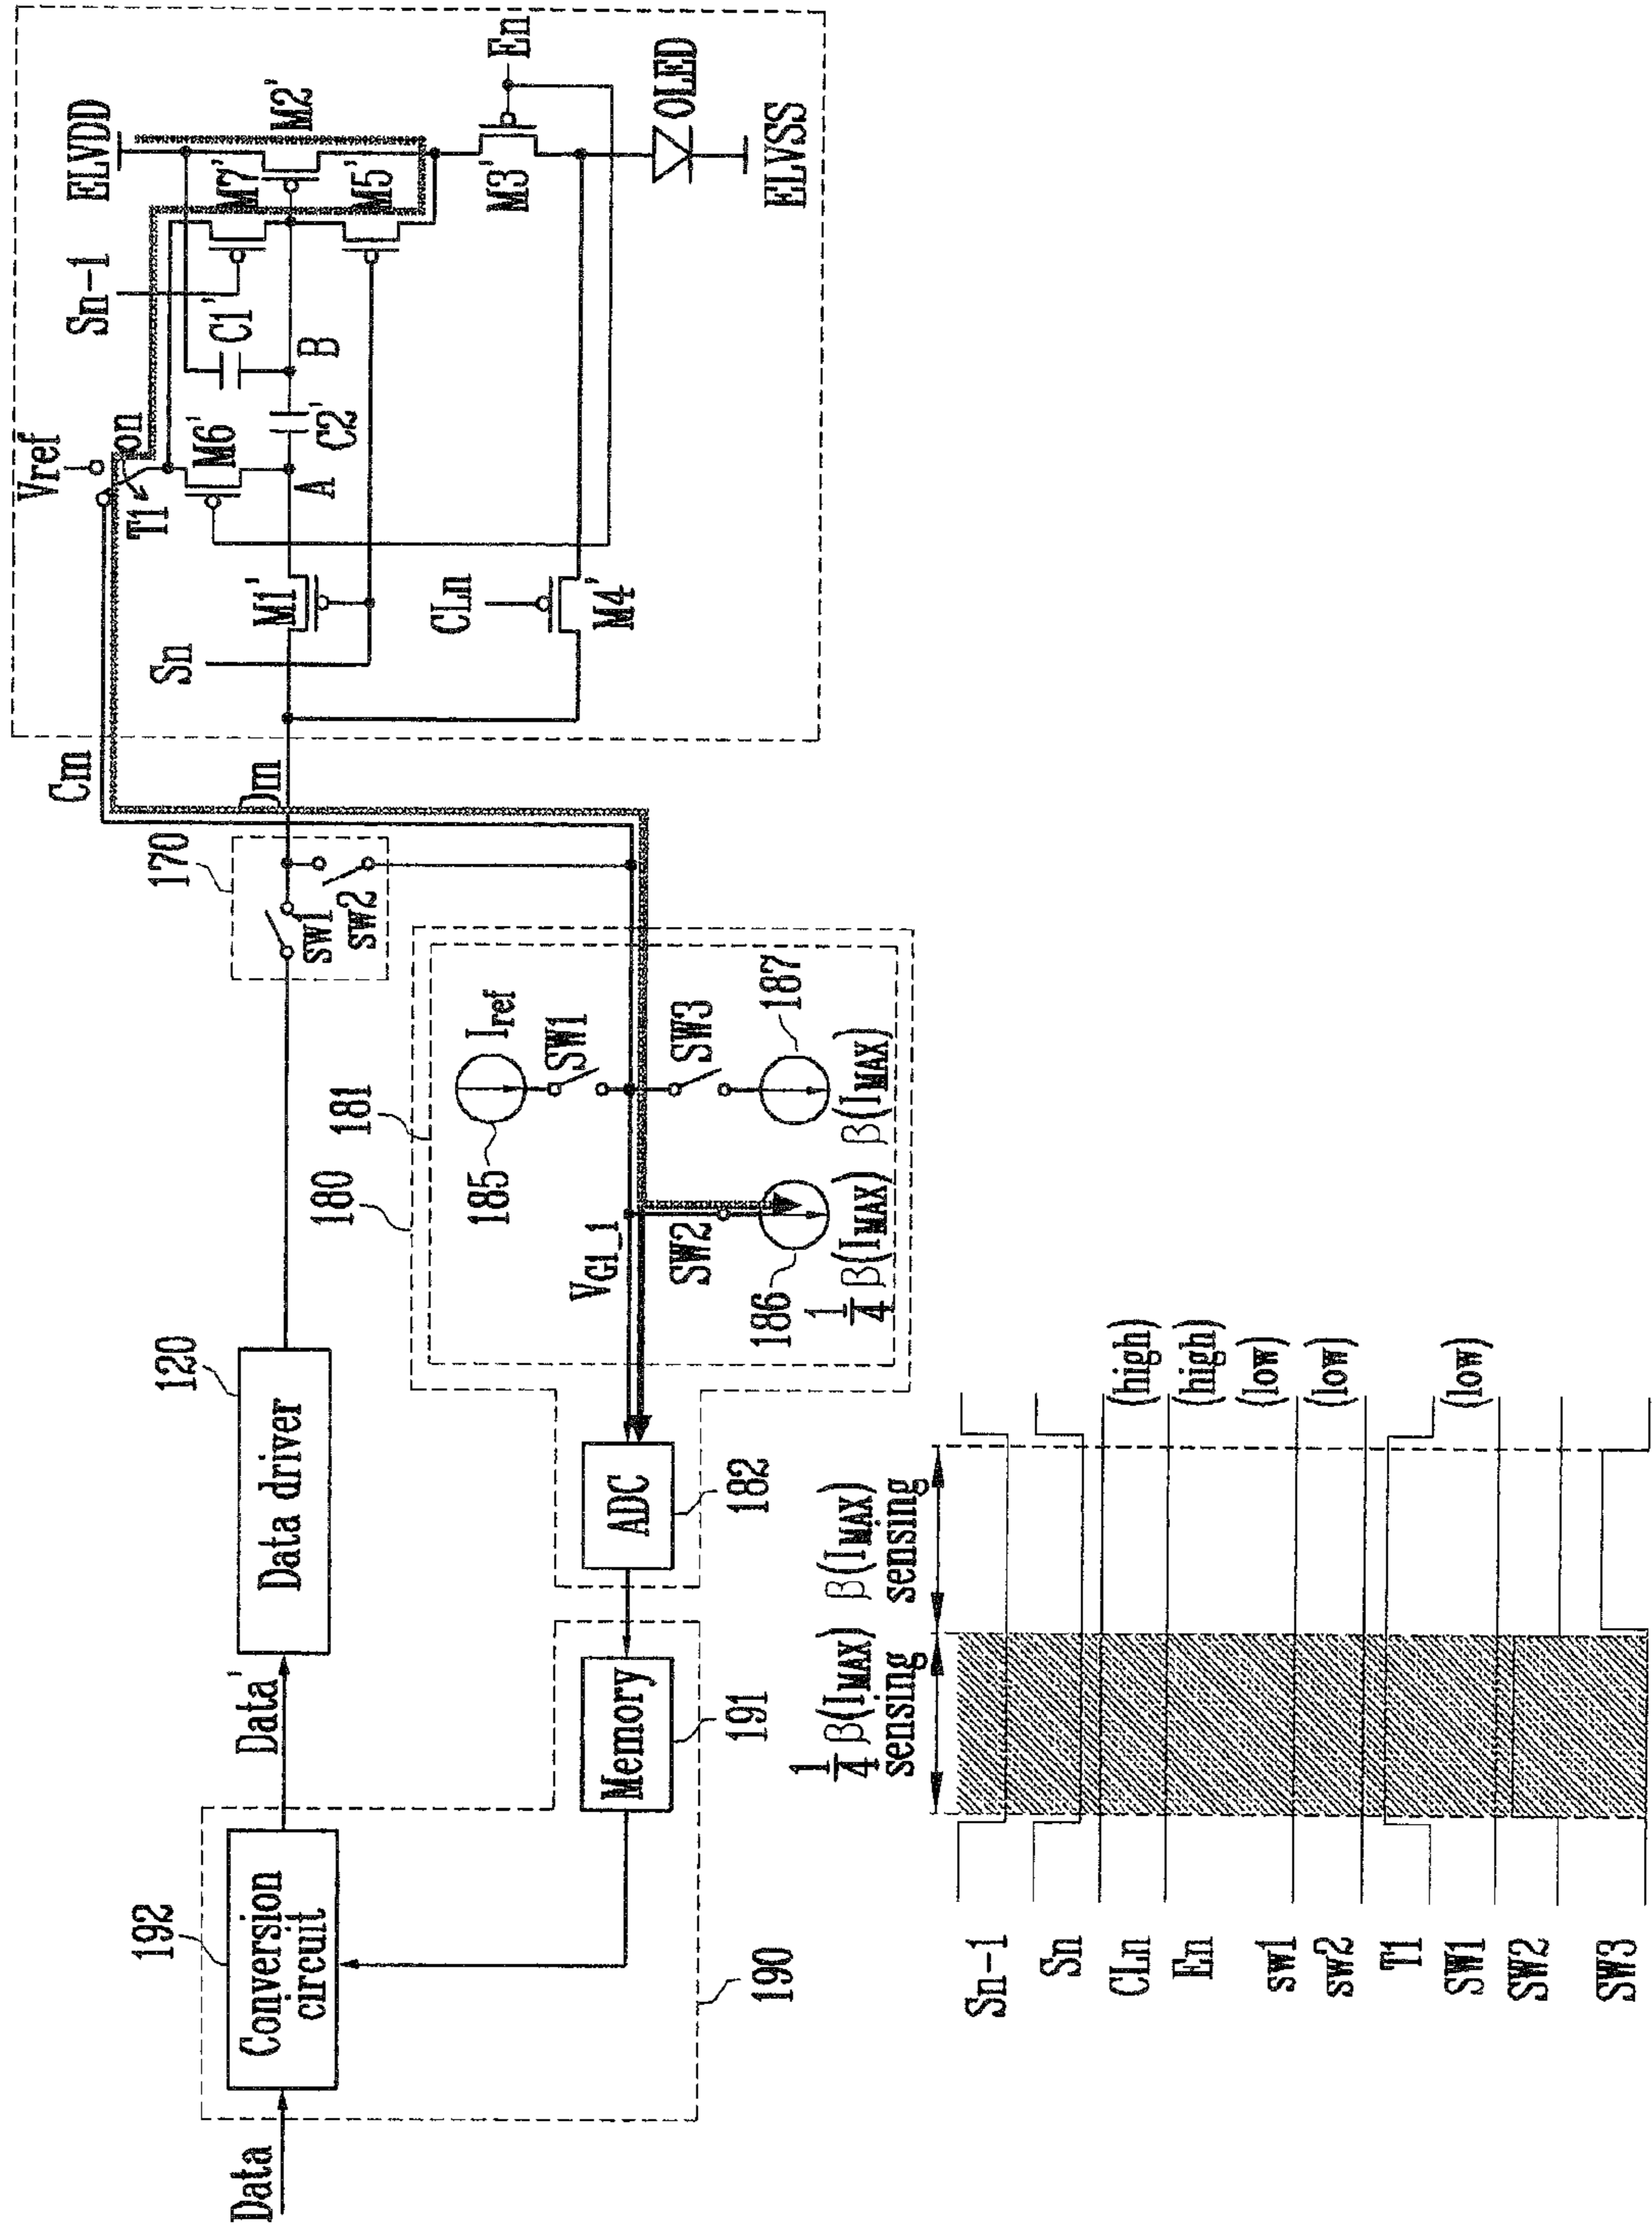 Data
192
Conversion
circuit
Data'
120
Data driver
190
Memory
191
ADC
182
180
181
170
sw1
sw2
Cm
Dm
185
Iref
SW1
VG1_1
SW2
SW3
186
187
1/4 β(IMAX)
β(IMAX)
Vref
T1
on
Sn-1
ELVDD
Sn
M1'
M6'
A
C2'
C1'
B
M7'
M2'
M5'
CLn
M4'
M3'
En
OLED
ELVSS
1/4 β(IMAX)
sensing
β(IMAX)
sensing
Sn-1
Sn
CLn (high)
En (high)
sw1 (low)
sw2 (low)
T1
SW1 (low)
SW2
SW3